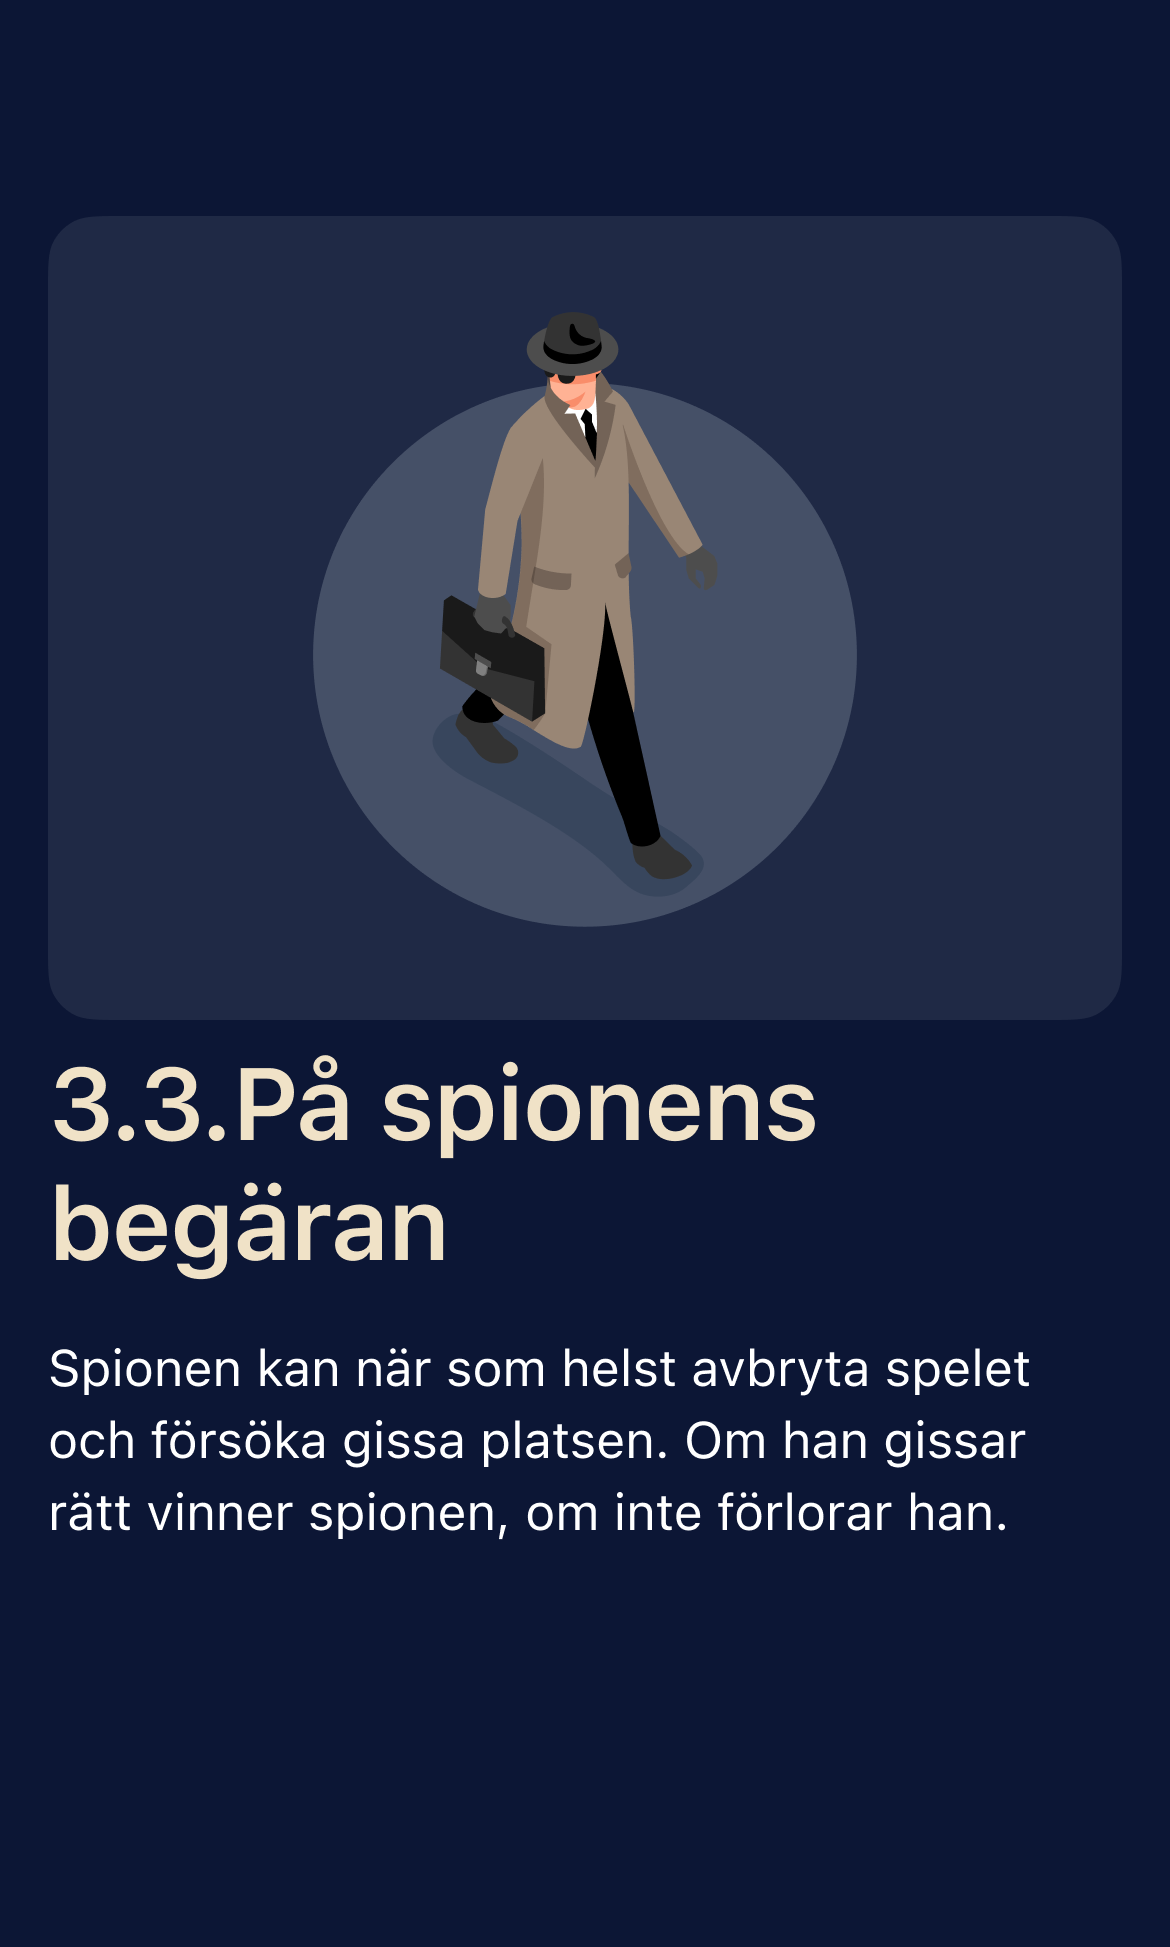 3.3.På spionens
begäran
Spionen kan när som helst avbryta spelet
och försöka gissa platsen. Om han gissar
rätt vinner spionen, om inte förlorar han.